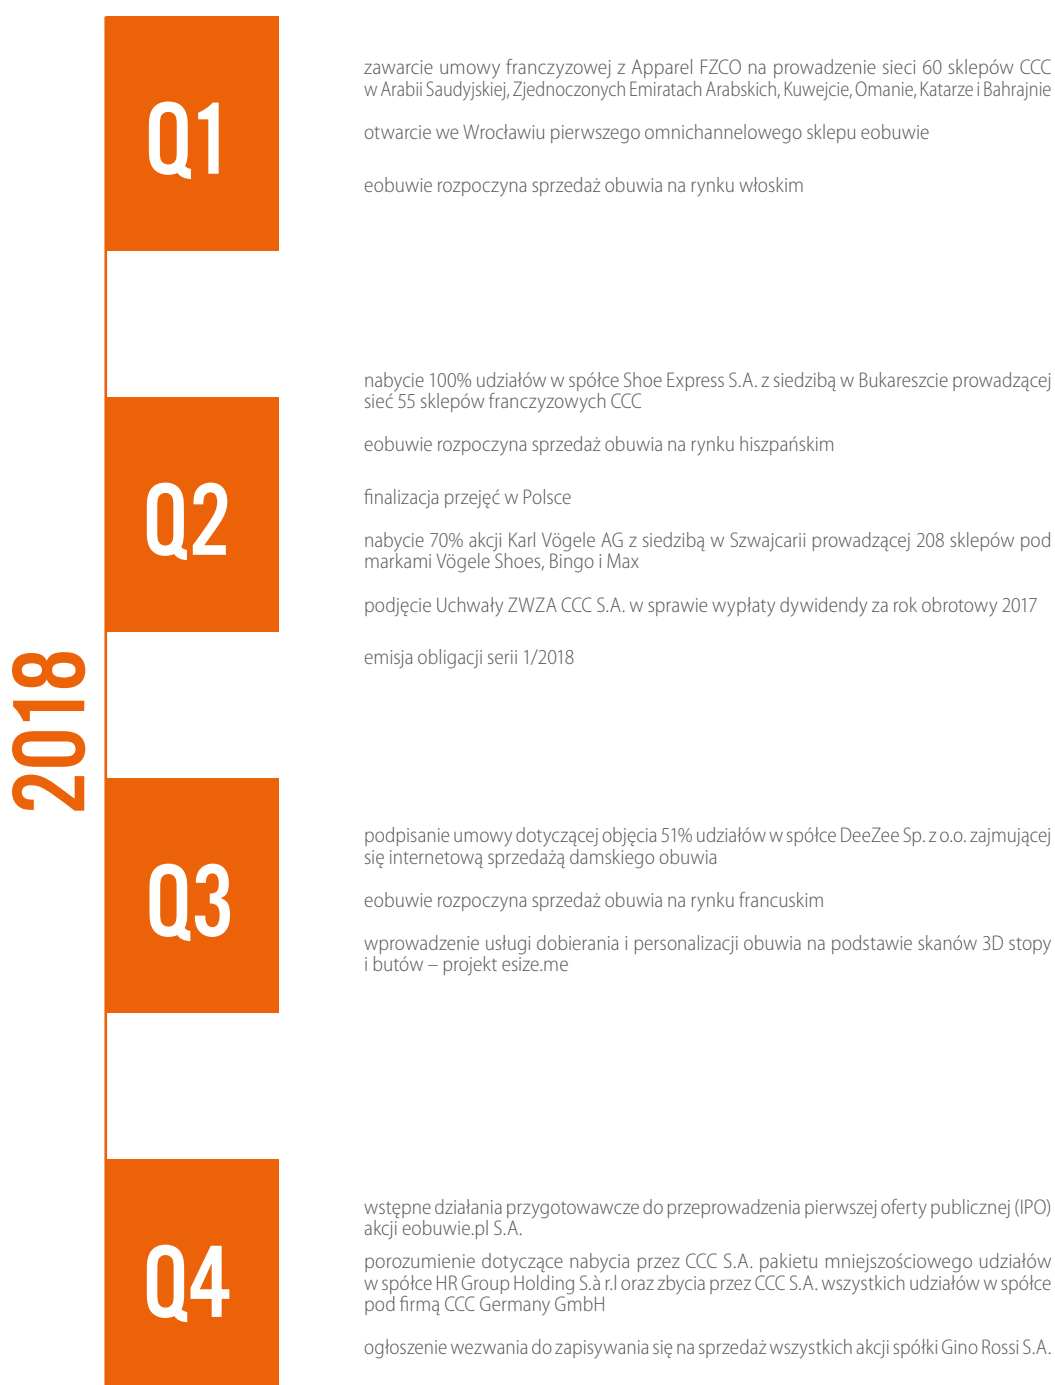 2018
Q1
zawarcie umowy franczyzowej z Apparel FZCO na prowadzenie sieci 60 sklepów CCC
w Arabii Saudyjskiej, Zjednoczonych Emiratach Arabskich, Kuwejcie, Omanie, Katarze i Bahrajnie
otwarcie we Wrocławiu pierwszego omnichannelowego sklepu eobuwie
eobuwie rozpoczyna sprzedaż obuwia na rynku włoskim
Q2
nabycie 100% udziałów w spółce Shoe Express S.A. z siedzibą w Bukareszcie prowadzącej
sieć 55 sklepów franczyzowych CCC
eobuwie rozpoczyna sprzedaż obuwia na rynku hiszpańskim
finalizacja przejęć w Polsce
nabycie 70% akcji Karl Vögele AG z siedzibą w Szwajcarii prowadzącej 208 sklepów pod
markami Vögele Shoes, Bingo i Max
podjęcie Uchwały ZWZA CCC S.A. w sprawie wypłaty dywidendy za rok obrotowy 2017
emisja obligacji serii 1/2018
Q3
podpisanie umowy dotyczącej objęcia 51% udziałów w spółce DeeZee Sp. z o.o. zajmującej
się internetową sprzedażą damskiego obuwia
eobuwie rozpoczyna sprzedaż obuwia na rynku francuskim
wprowadzenie usługi dobierania i personalizacji obuwia na podstawie skanów 3D stopy
i butów – projekt esize.me
Q4
wstępne działania przygotowawcze do przeprowadzenia pierwszej oferty publicznej (IPO)
akcji eobuwie.pl S.A.
porozumienie dotyczące nabycia przez CCC S.A. pakietu mniejszościowego udziałów
w spółce HR Group Holding S.à r.l oraz zbycia przez CCC S.A. wszystkich udziałów w spółce
pod firmą CCC Germany GmbH
ogłoszenie wezwania do zapisywania się na sprzedaż wszystkich akcji spółki Gino Rossi S.A.